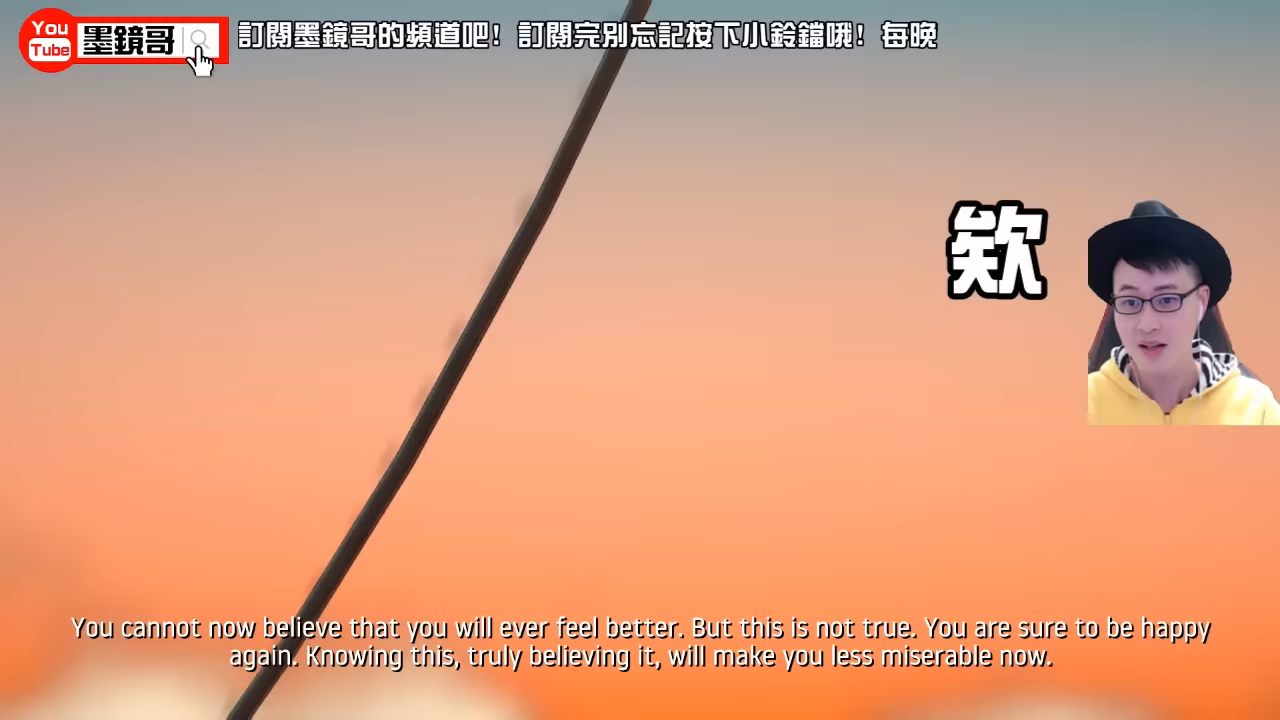 You
Tube
墨鏡哥
訂閱墨鏡哥的頻道吧！訂閱完別忘記按下小鈴鐺哦！每晚
欸
You cannot now believe that you will ever feel better. But this is not true. You are sure to be happy
again. Knowing this, truly believing it, will make you less miserable now.